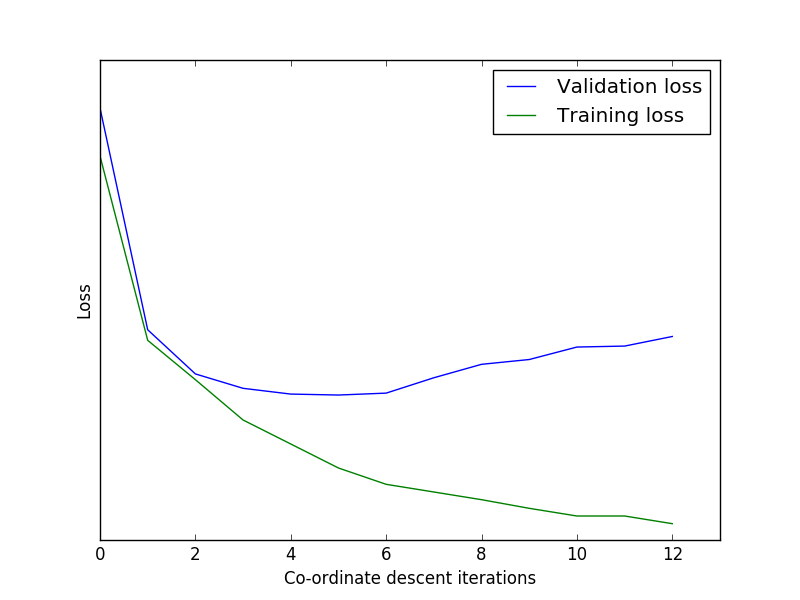 Validation loss
Training loss
Loss
0 2 4 6 8 10 12
Co-ordinate descent iterations